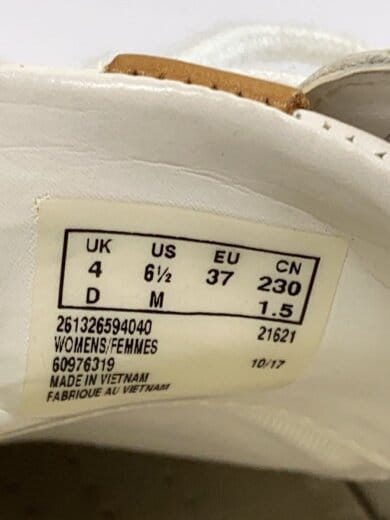 UK US EU CN
4 6½ 37 230
D M 1.5
261326594040 21621
WOMENS/FEMMES
60976319 10/17
MADE IN VIETNAM
FABRIQUE AU VIETNAM